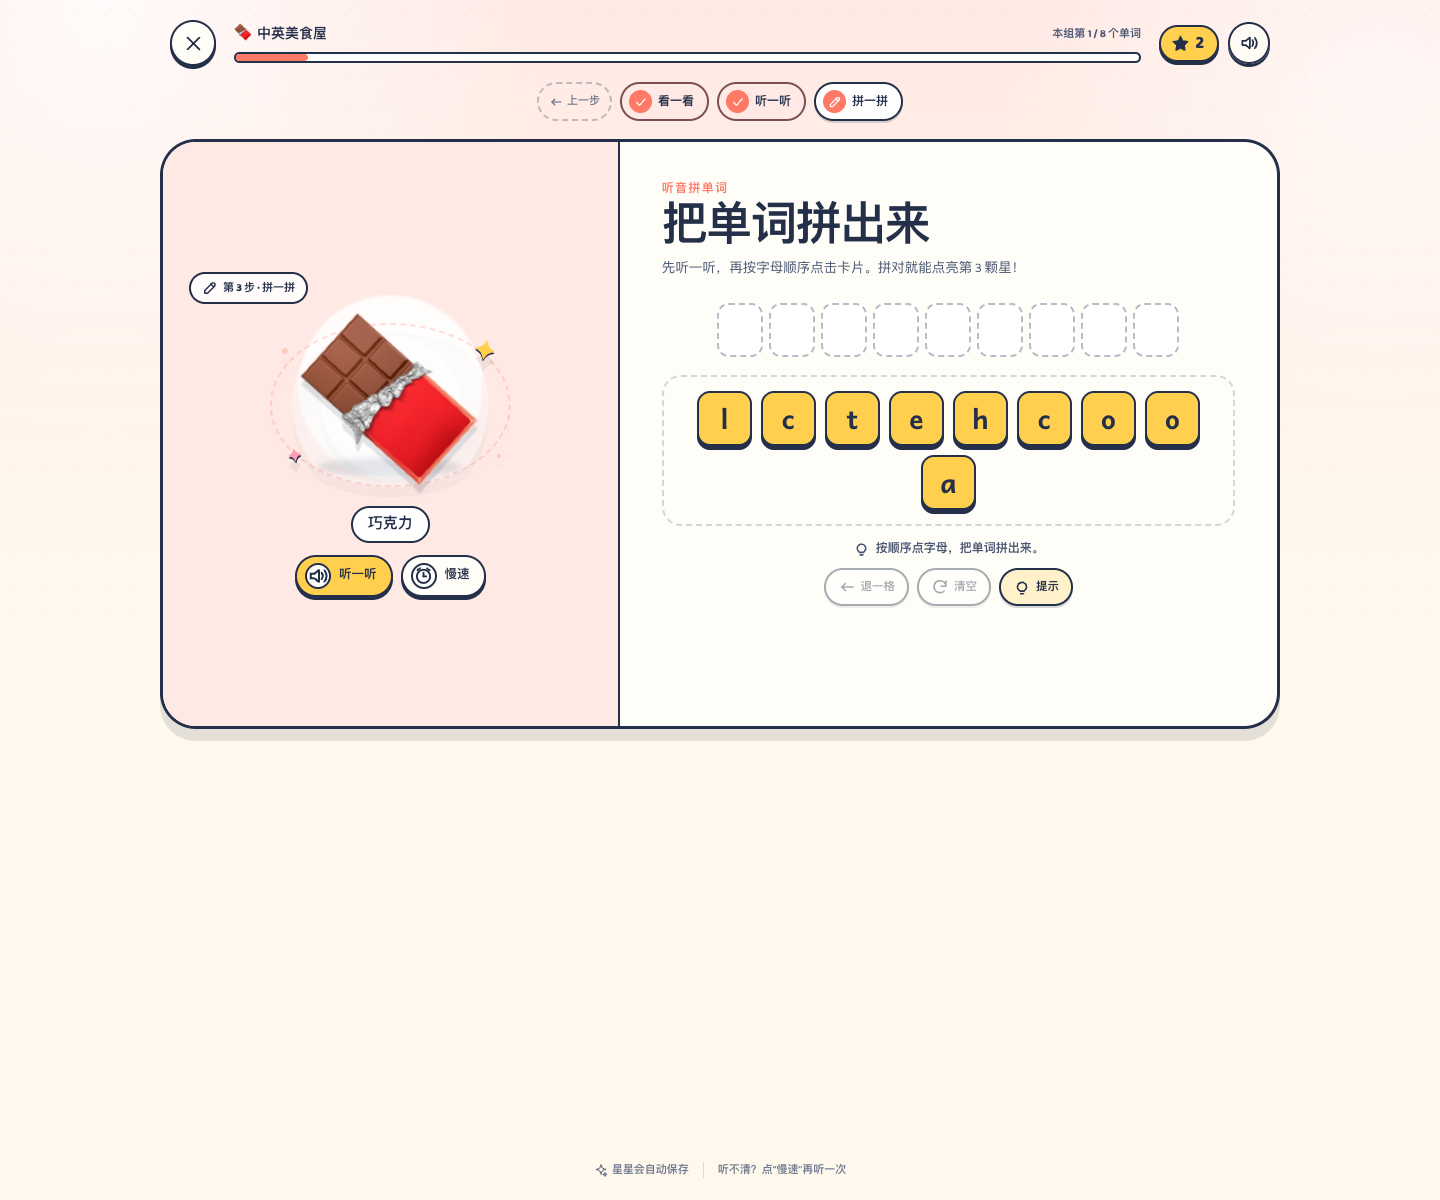 中英美食屋
本组第 1 / 8 个单词
2
上一步
看一看
听一听
拼一拼
第 3 步 · 拼一拼
巧克力
听一听
慢速
听音拼单词
把单词拼出来
先听一听，再按字母顺序点击卡片。拼对就能点亮第 3 颗星！
l c t e h c o o
a
按顺序点字母，把单词拼出来。
退一格
清空
提示
星星会自动保存
听不清？点“慢速”再听一次